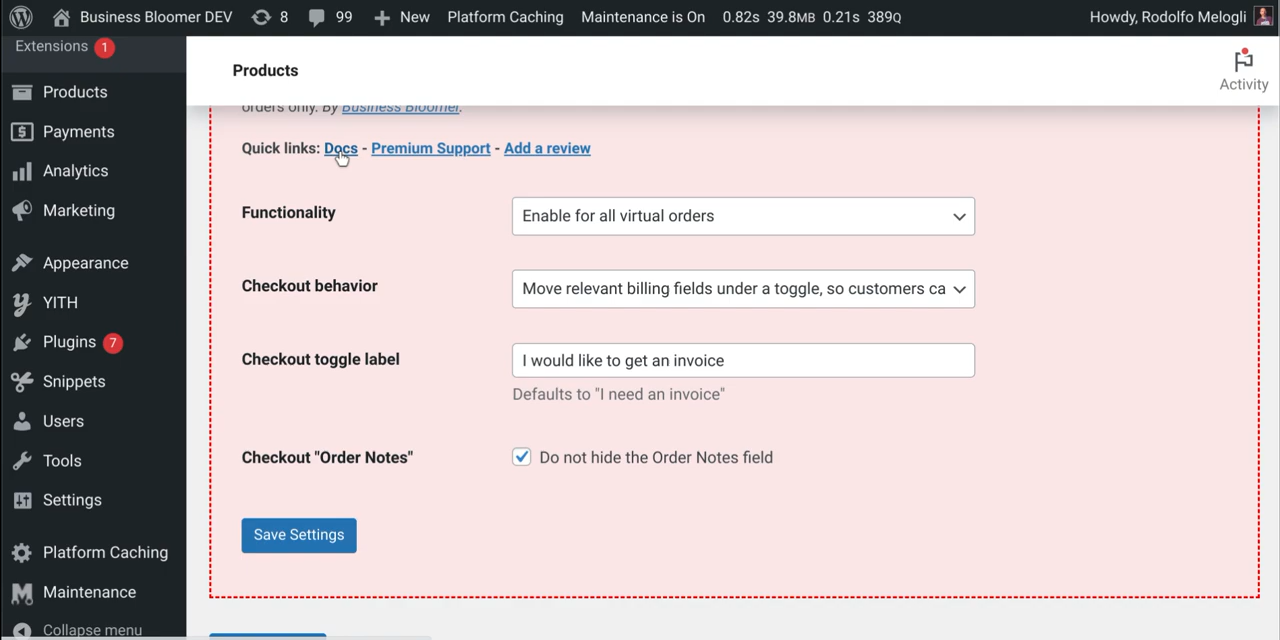 Business Bloomer DEV 8 99 New Platform Caching Maintenance is On 0.82s 39.8MB 0.21s 389Q Howdy, Rodolfo Melogli
Extensions 1
Products
Payments
Analytics
Marketing
Appearance
YITH
Plugins 7
Snippets
Users
Tools
Settings
Platform Caching
Maintenance
Collapse menu
Products
Activity
orders only. By Business Bloomer.
Quick links: Docs - Premium Support - Add a review
Functionality
Enable for all virtual orders
Checkout behavior
Move relevant billing fields under a toggle, so customers ca
Checkout toggle label
I would like to get an invoice
Defaults to "I need an invoice"
Checkout "Order Notes"
Do not hide the Order Notes field
Save Settings